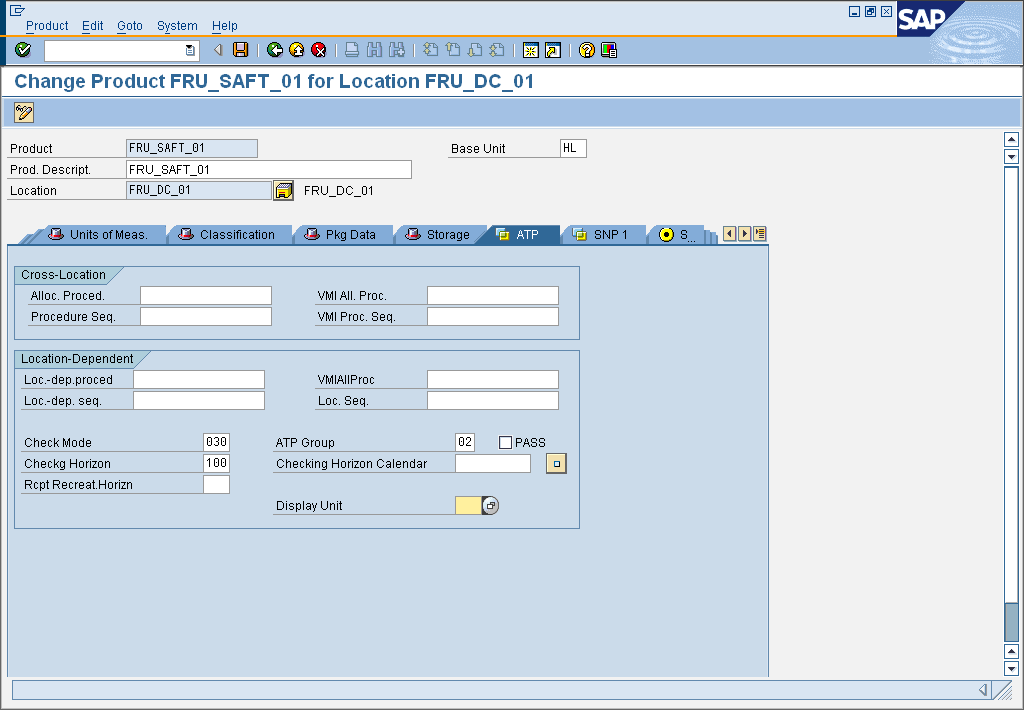 Product Edit Goto System Help
SAP
Change Product FRU_SAFT_01 for Location FRU_DC_01
Product FRU_SAFT_01 Base Unit HL
Prod. Descript. FRU_SAFT_01
Location FRU_DC_01 FRU_DC_01
Units of Meas. Classification Pkg Data Storage ATP SNP 1 S...
Cross-Location
Alloc. Proced. VMI All. Proc.
Procedure Seq. VMI Proc. Seq.
Location-Dependent
Loc.-dep.proced VMIAllProc
Loc.-dep. seq. Loc. Seq.
Check Mode 030 ATP Group 02 PASS
Checkg Horizon 100 Checking Horizon Calendar
Rcpt Recreat.Horizn
Display Unit